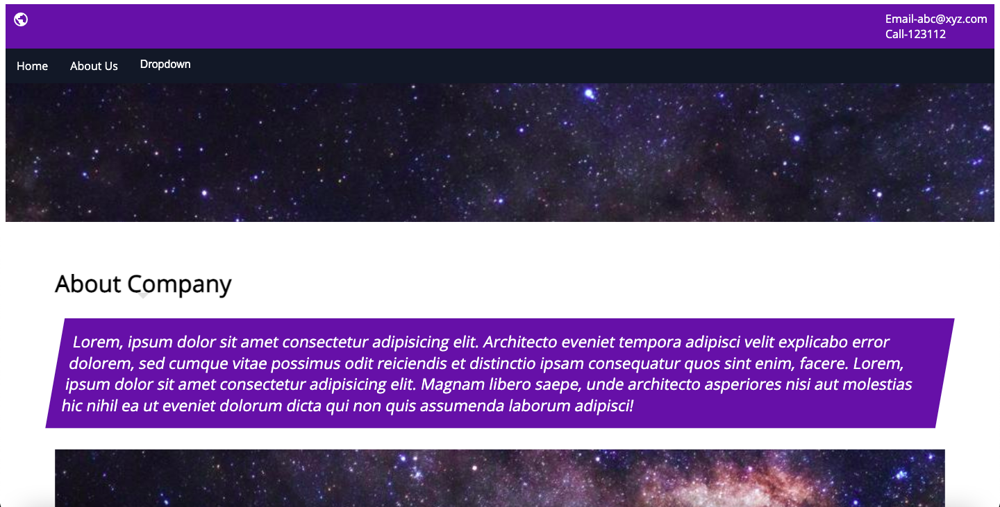 Email-abc@xyz.com
Call-123112
Home About Us Dropdown
About Company
Lorem, ipsum dolor sit amet consectetur adipisicing elit. Architecto eveniet tempora adipisci velit explicabo error
dolorem, sed cumque vitae possimus odit reiciendis et distinctio ipsam consequatur quos sint enim, facere. Lorem,
ipsum dolor sit amet consectetur adipisicing elit. Magnam libero saepe, unde architecto asperiores nisi aut molestias
hic nihil ea ut eveniet dolorum dicta qui non quis assumenda laborum adipisci!